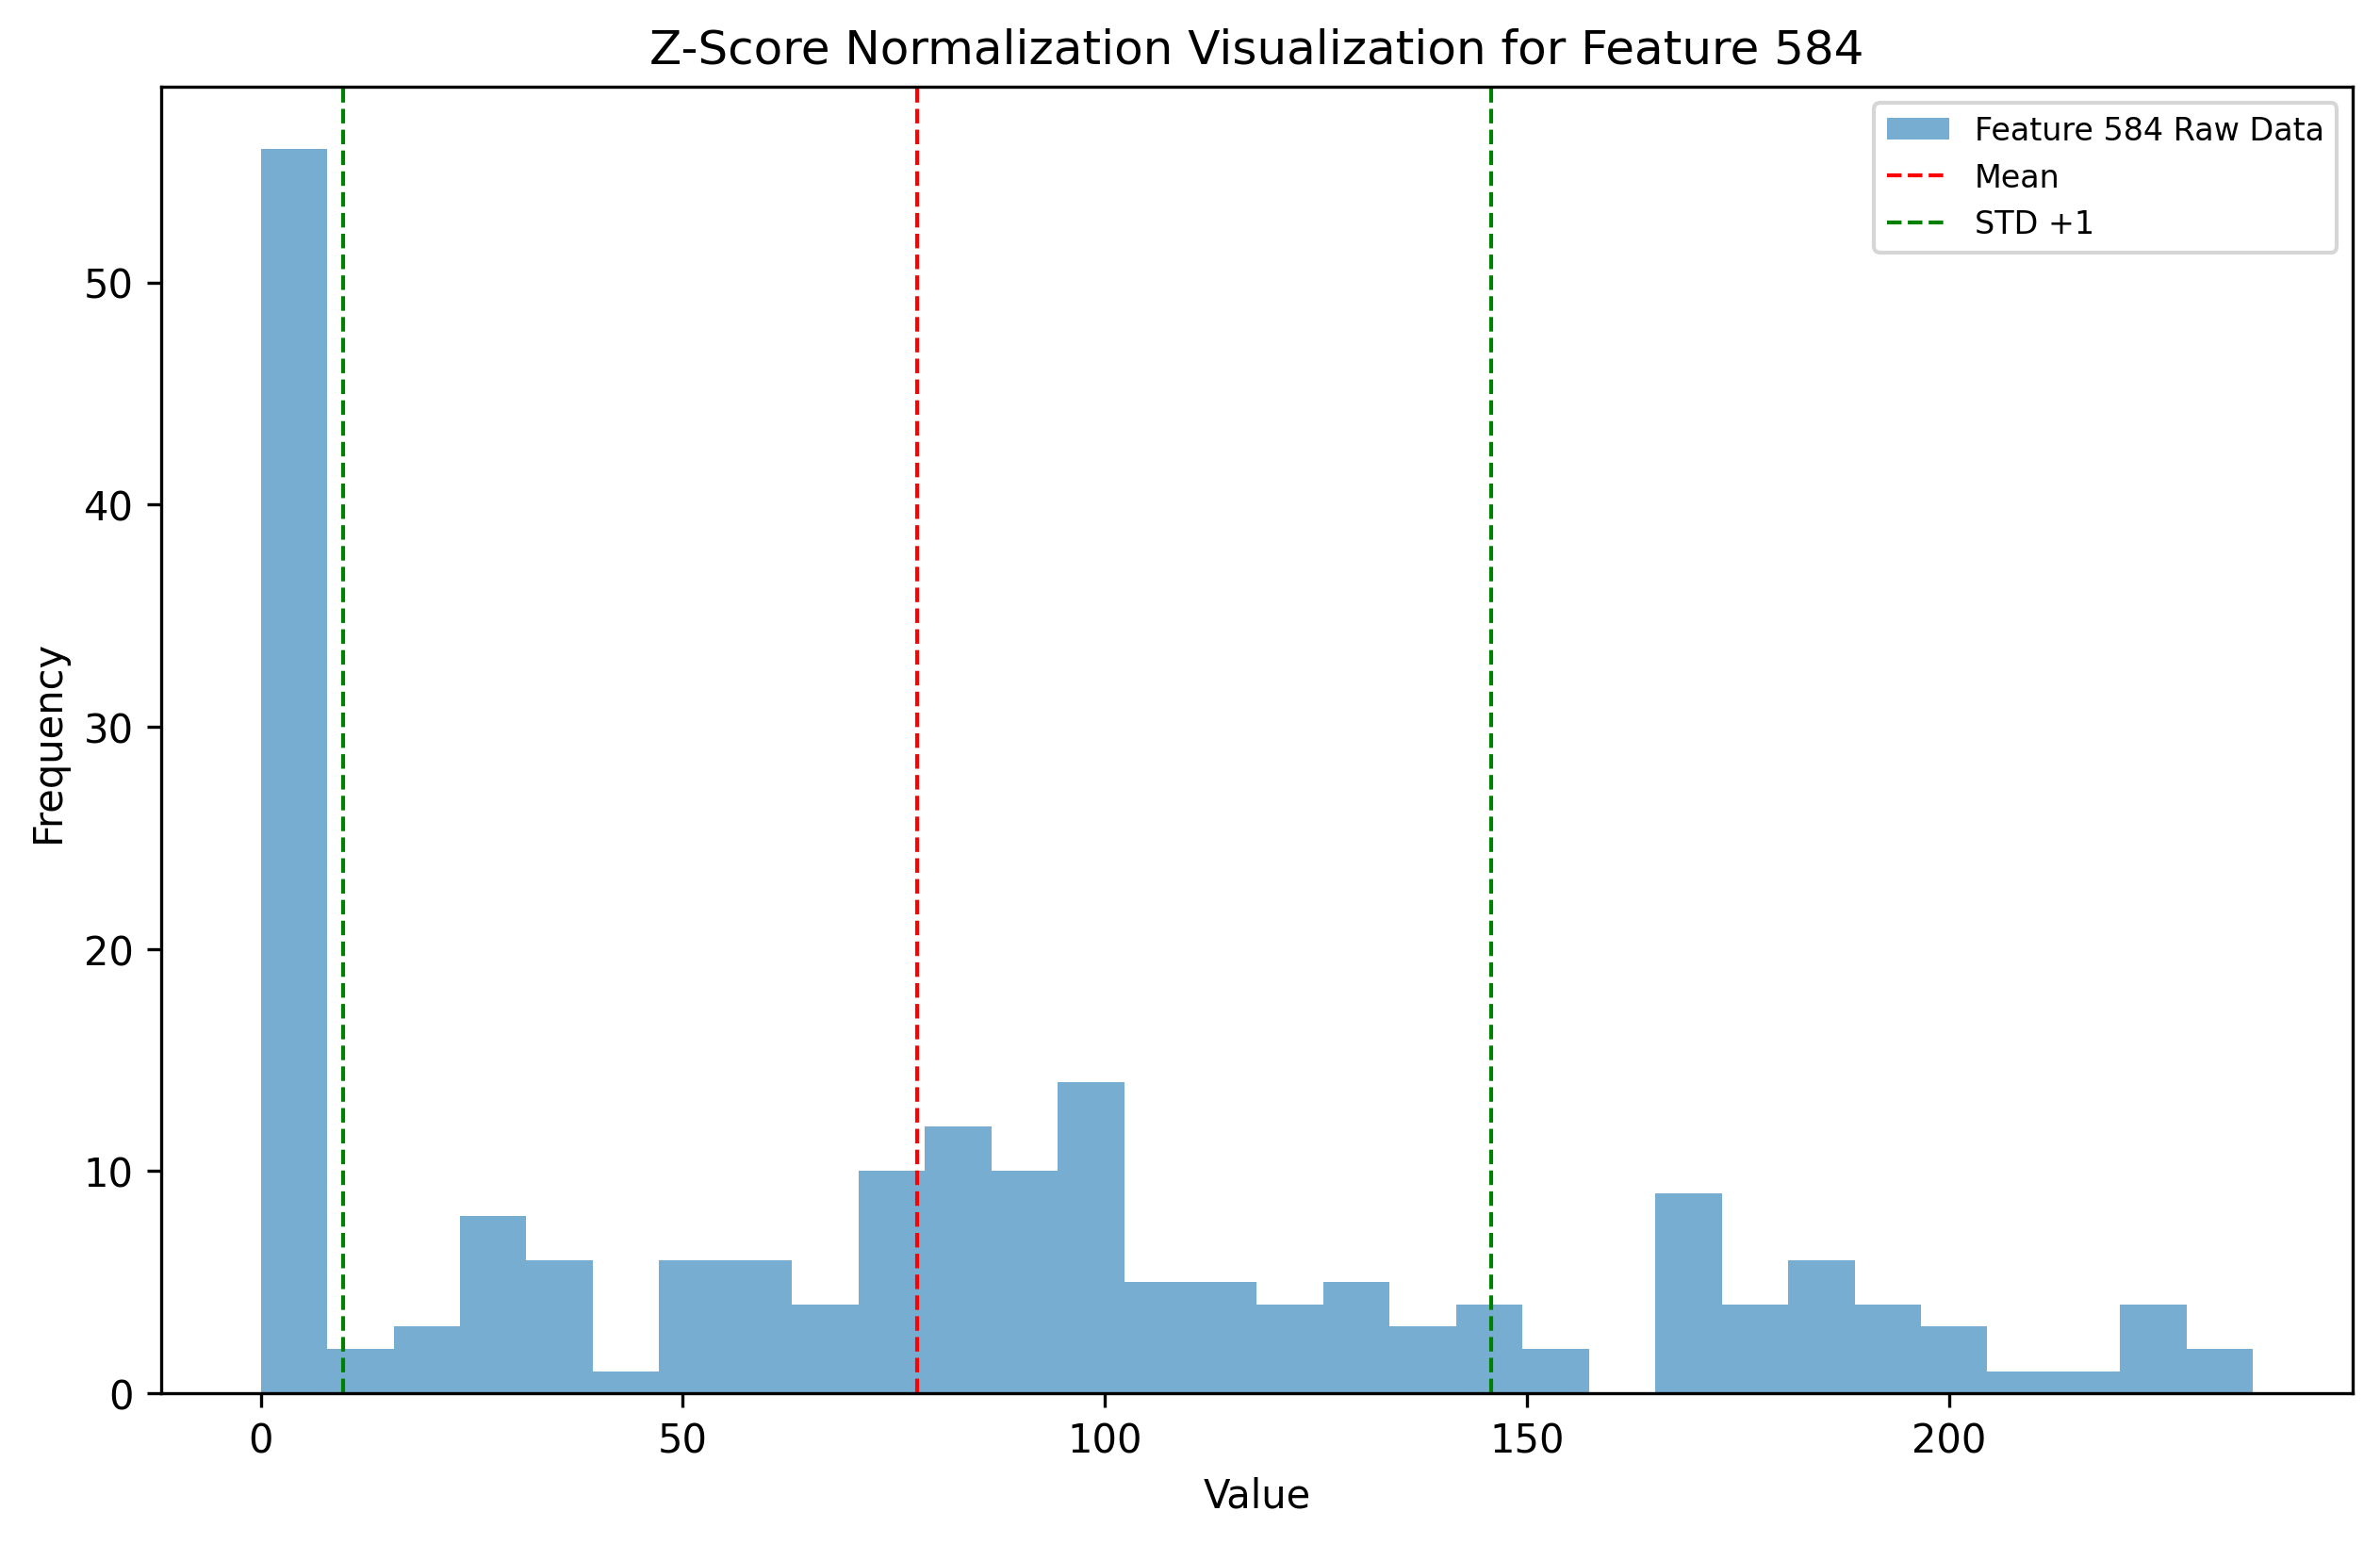 Z-Score Normalization Visualization for Feature 584
Feature 584 Raw Data
Mean
STD +1
Frequency
50
40
30
20
10
0
0 50 100 150 200
Value